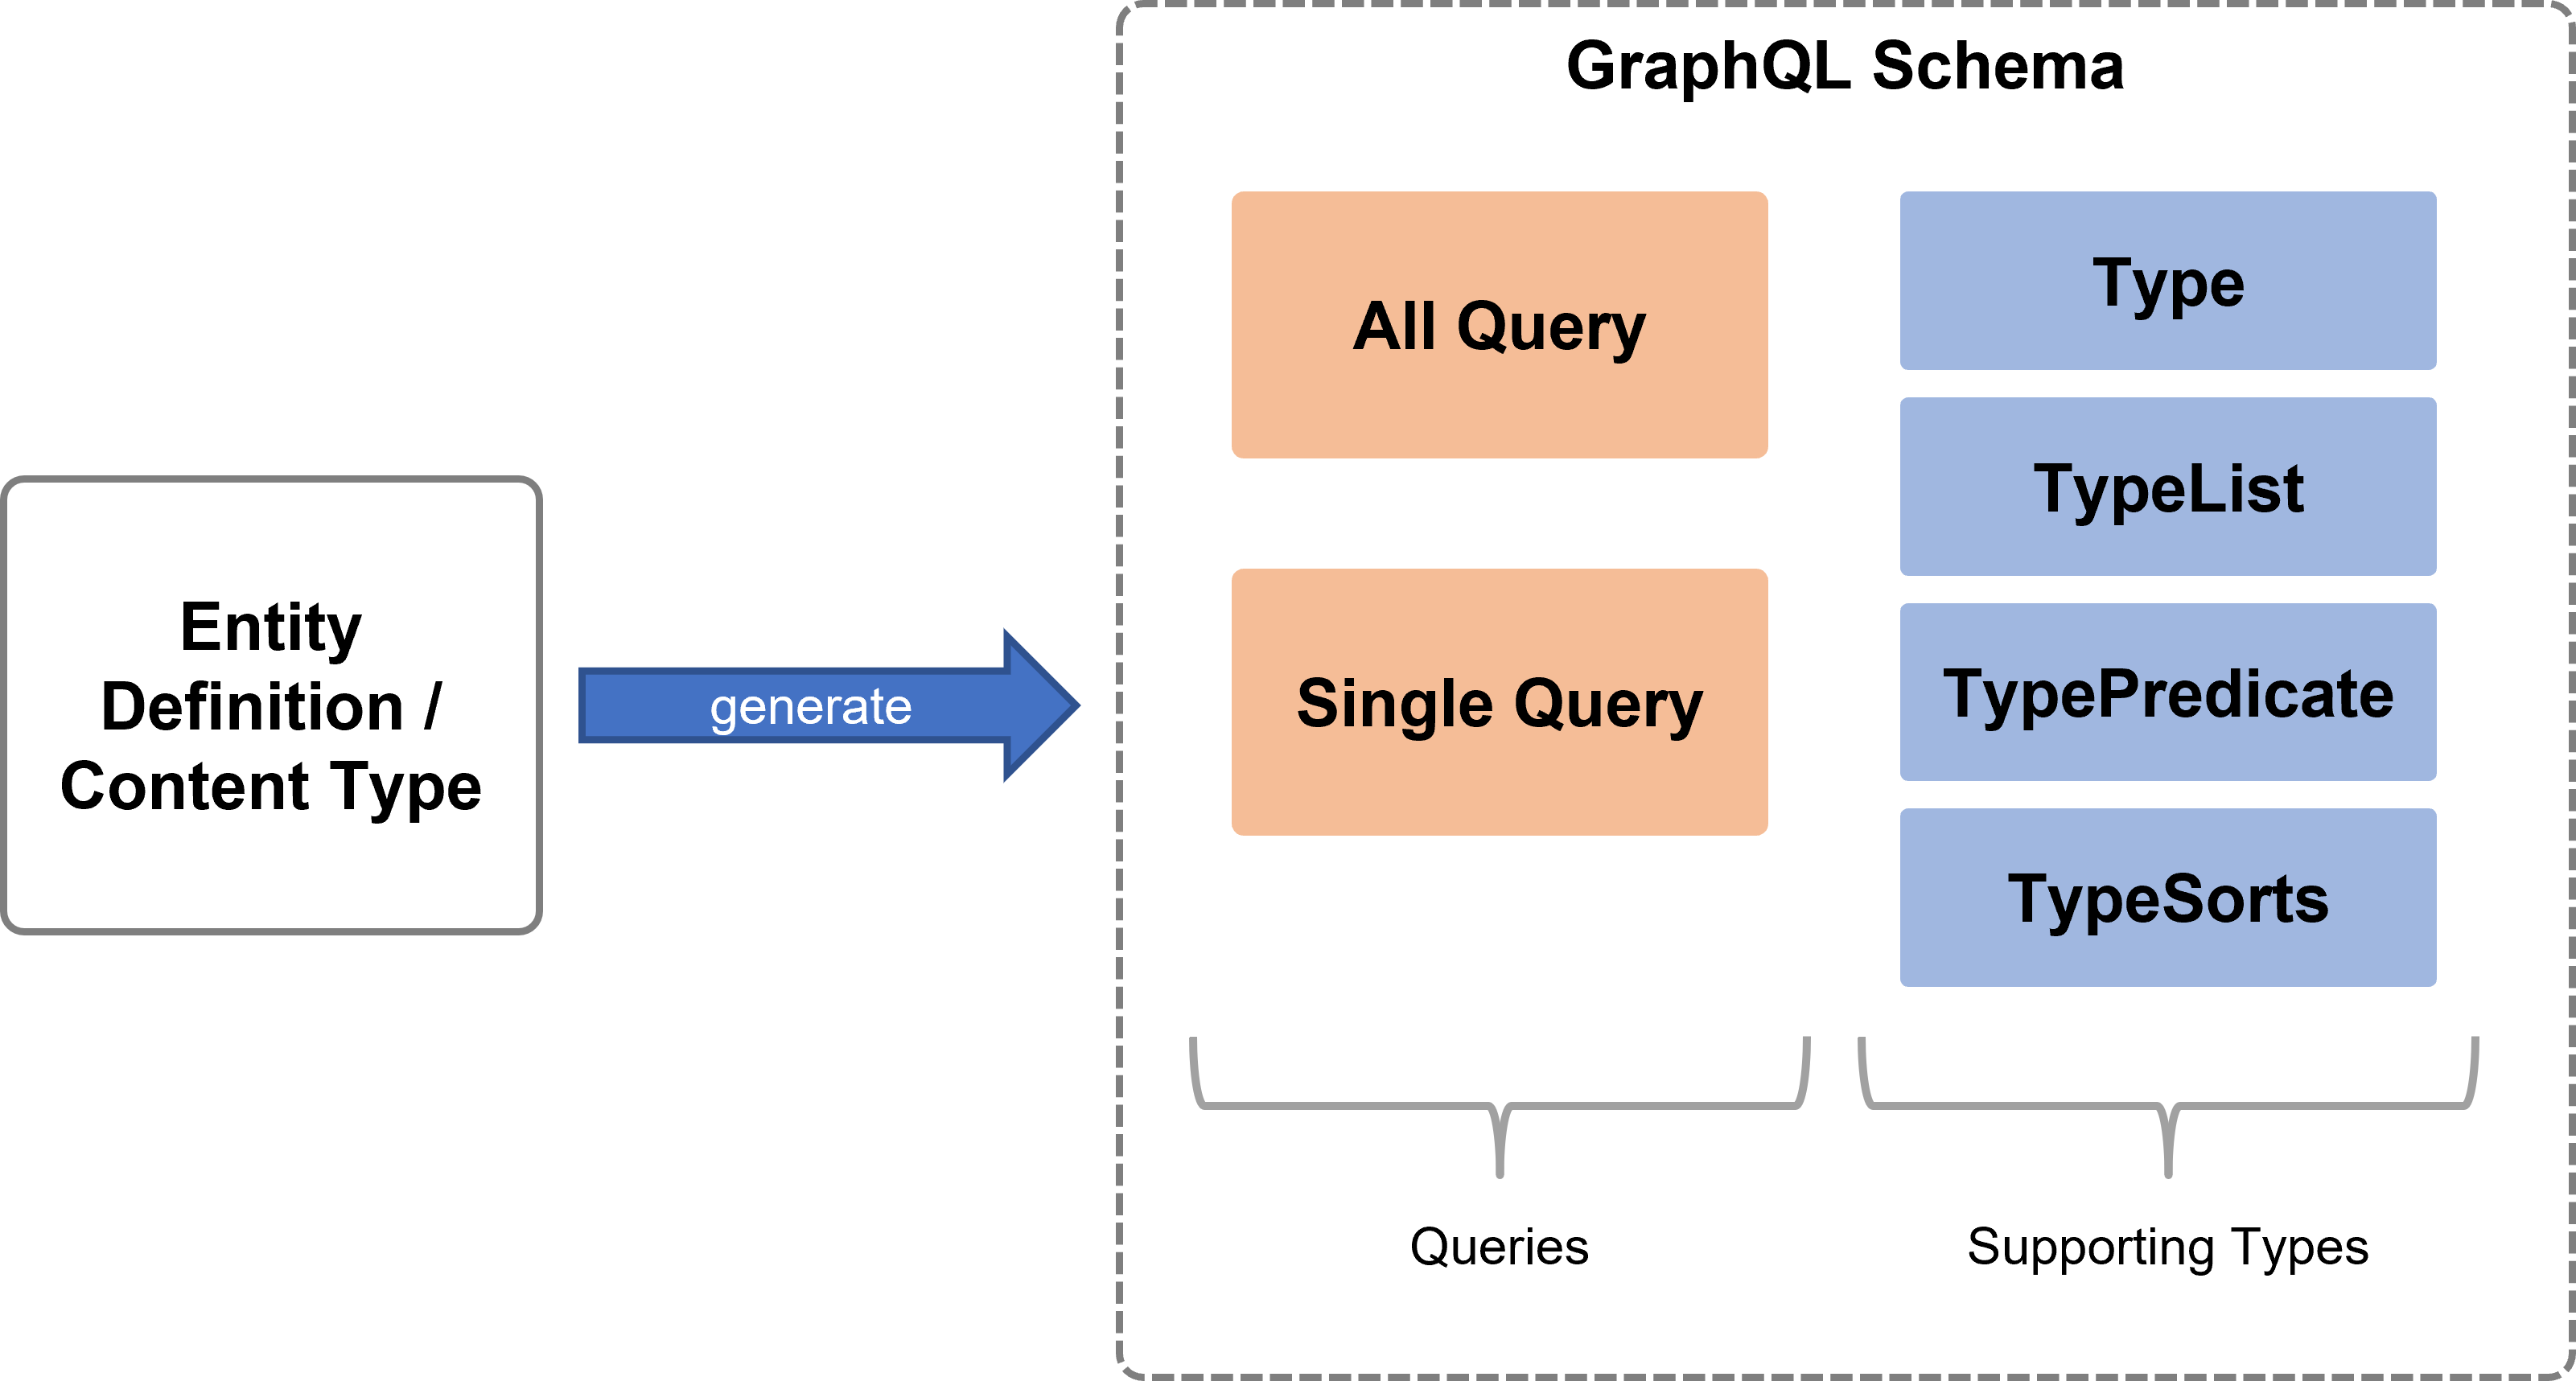 GraphQL Schema
Entity
Definition /
Content Type
generate
All Query
Single Query
Type
TypeList
TypePredicate
TypeSorts
Queries
Supporting Types